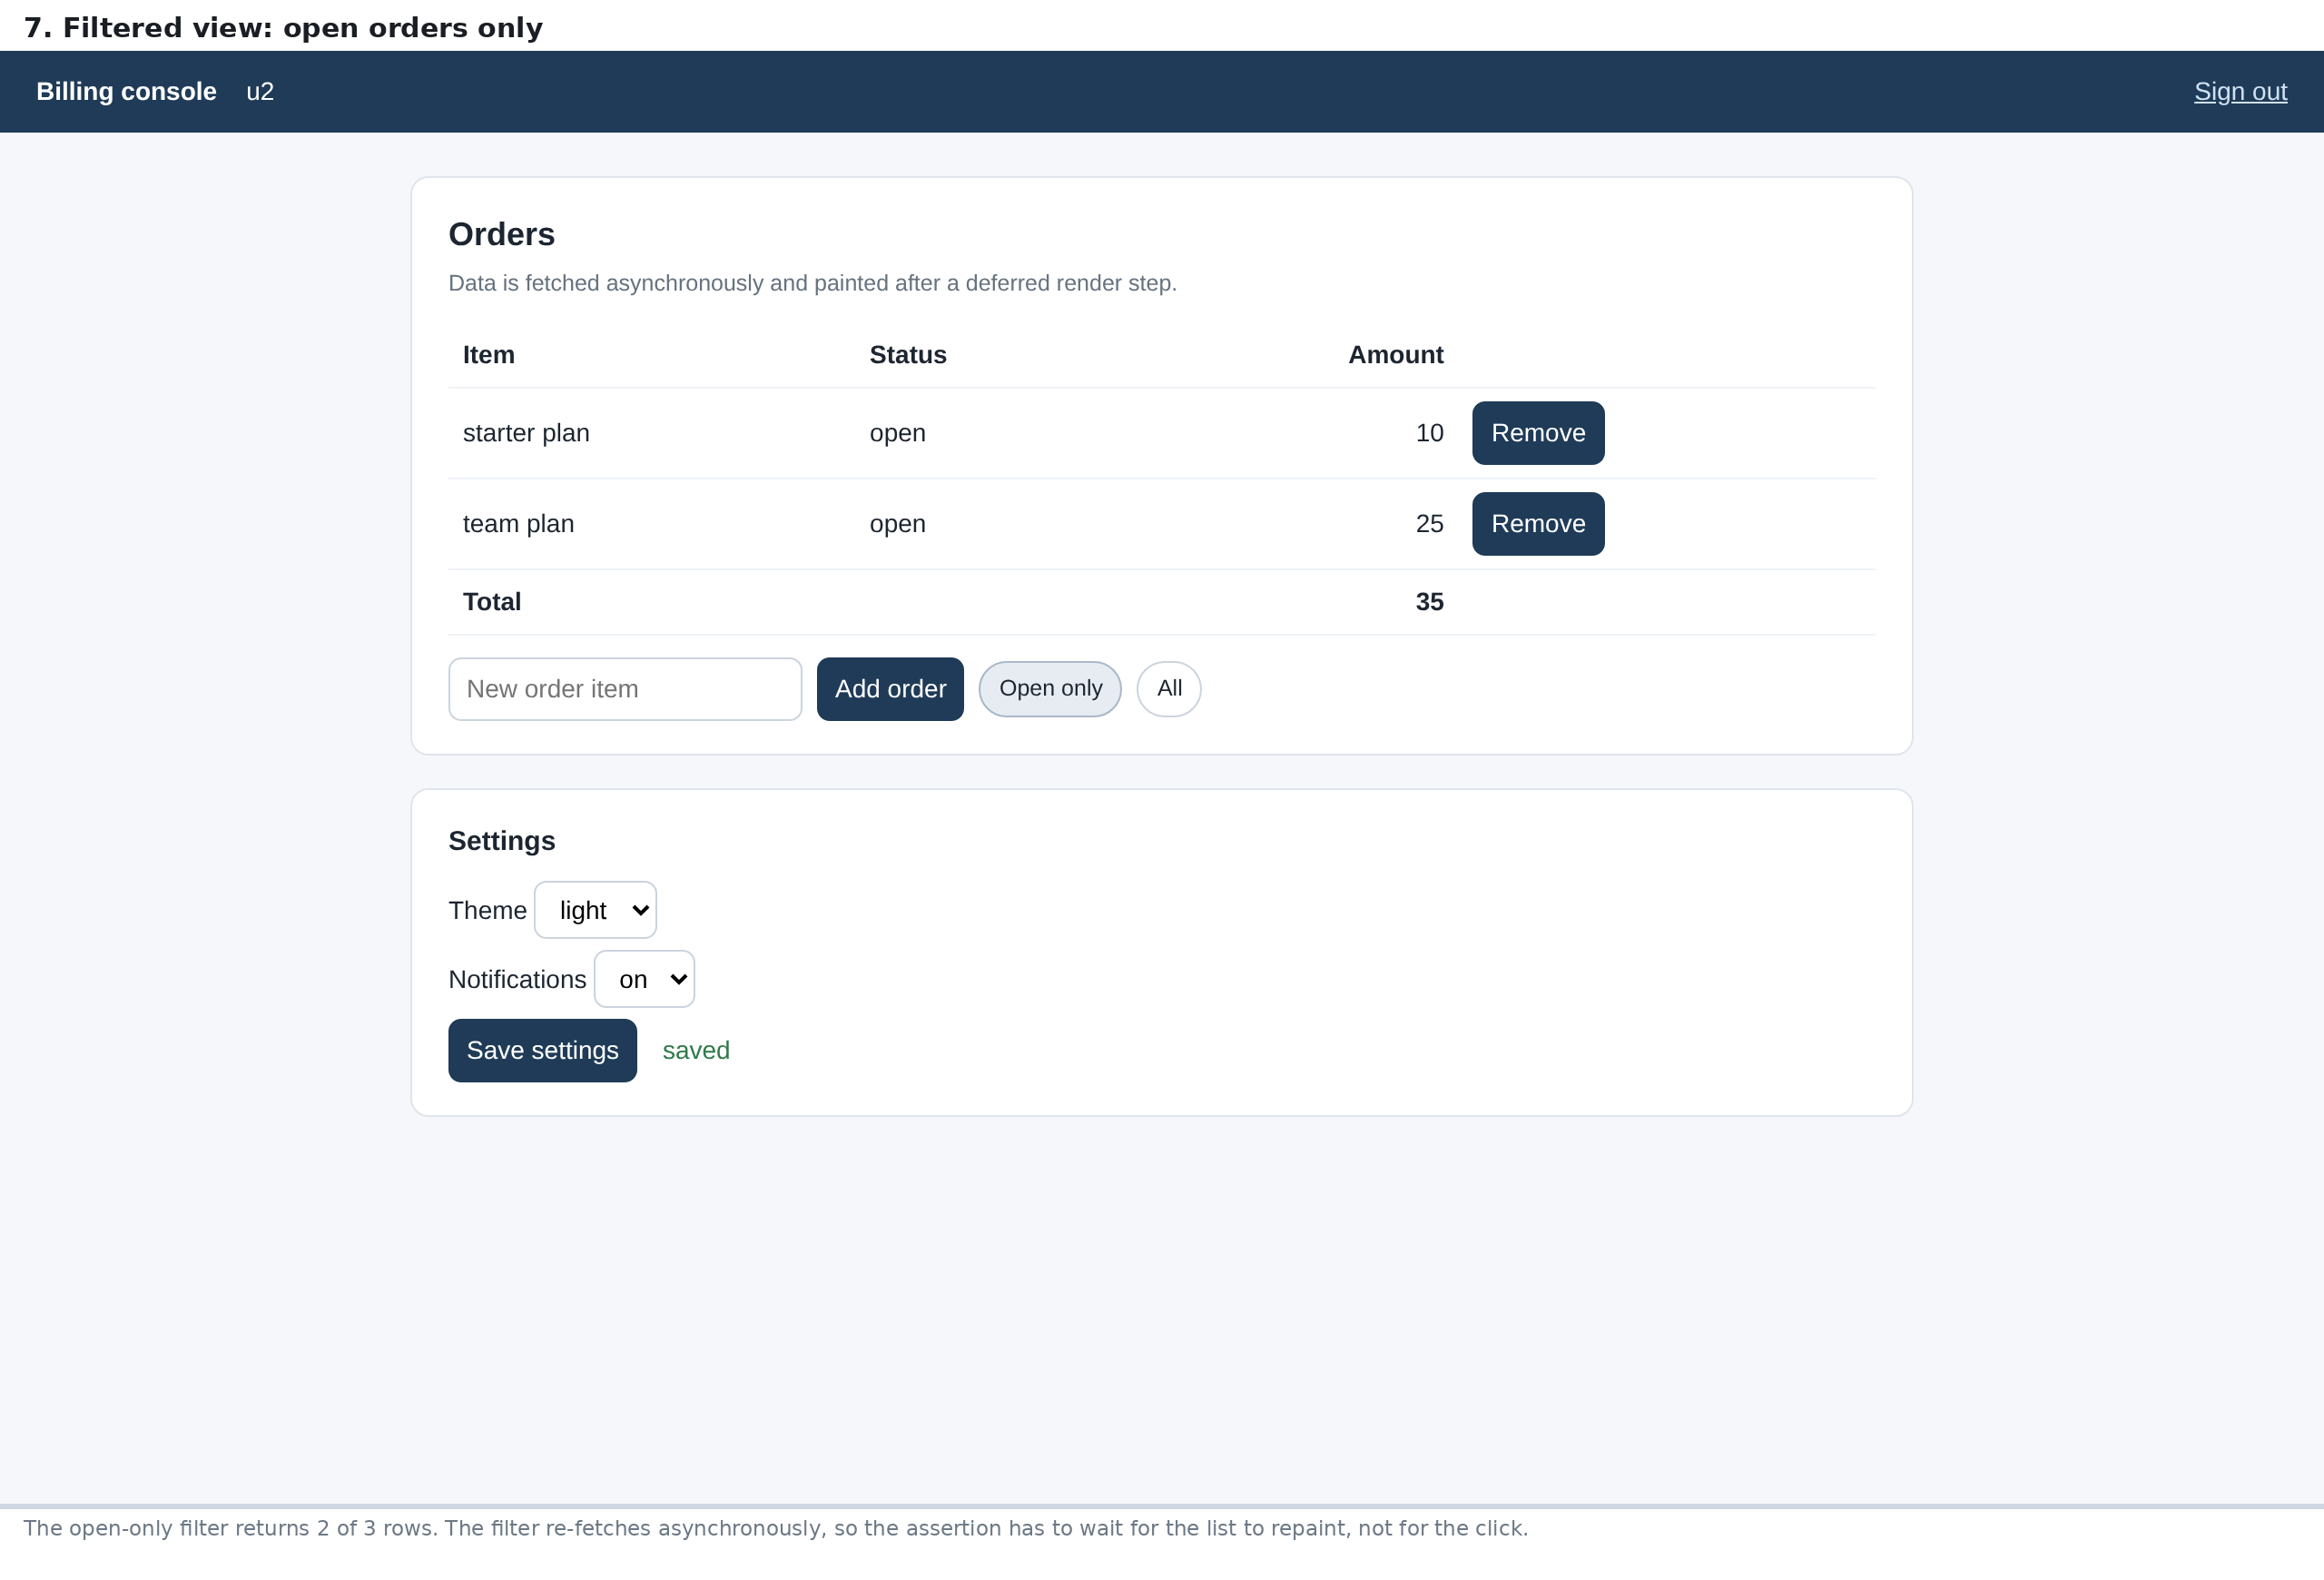 7. Filtered view: open orders only
Billing console u2 Sign out
Orders
Data is fetched asynchronously and painted after a deferred render step.
Item Status Amount
starter plan open 10 Remove
team plan open 25 Remove
Total 35
New order item Add order Open only All
Settings
Theme light
Notifications on
Save settings saved
The open-only filter returns 2 of 3 rows. The filter re-fetches asynchronously, so the assertion has to wait for the list to repaint, not for the click.